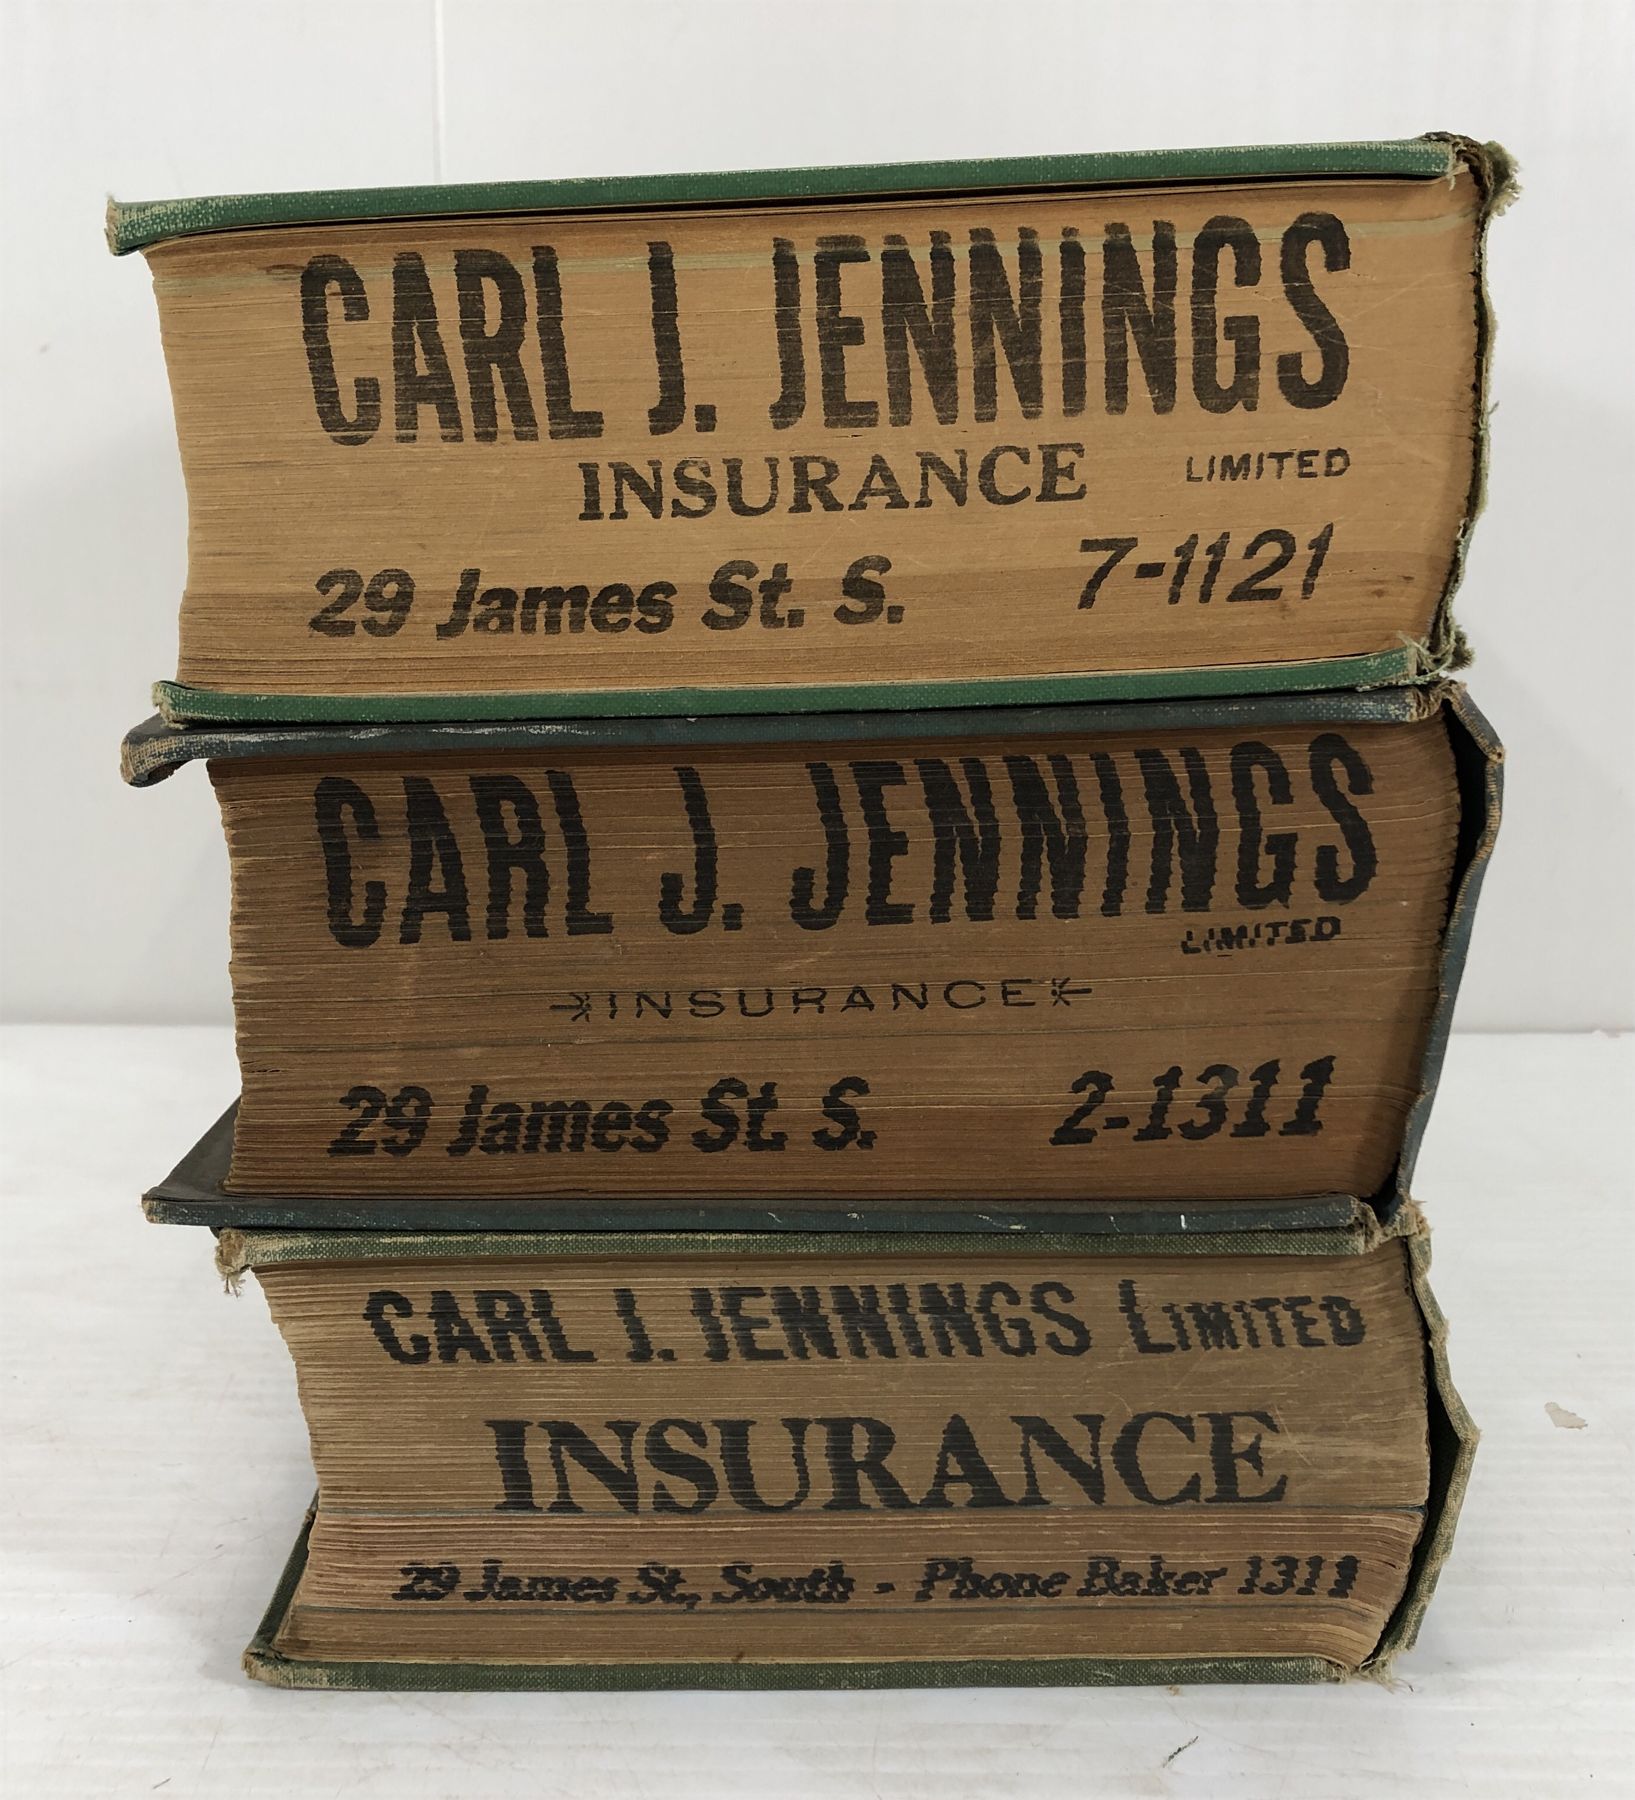 CARL J. JENNINGS
INSURANCE LIMITED
29 James St. S. 7-1121
CARL J. JENNINGS
LIMITED
INSURANCE
29 James St. S. 2-1311
CARL J. JENNINGS LIMITED
INSURANCE
29 James St, South - Phone Baker 1311